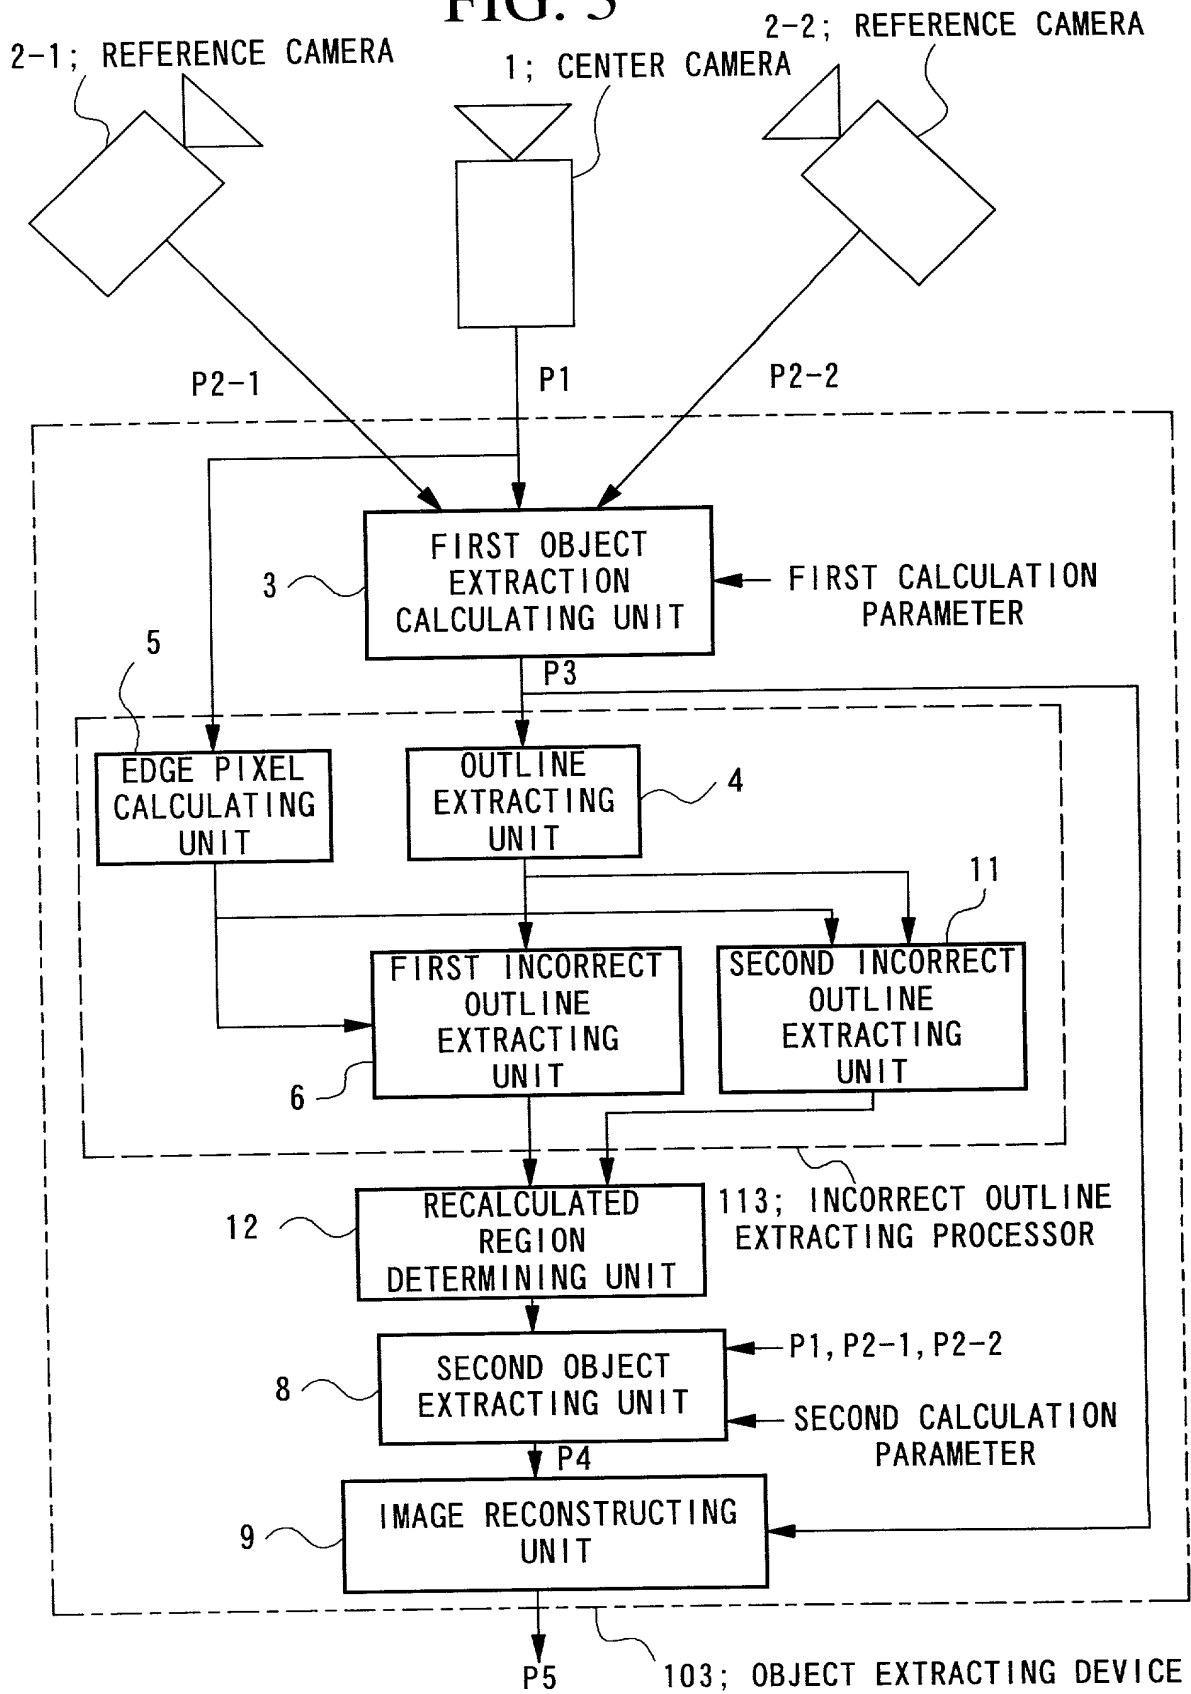 FIG. 3
2-1; REFERENCE CAMERA
1; CENTER CAMERA
2-2; REFERENCE CAMERA
P2-1
P1
P2-2
3
FIRST OBJECT
EXTRACTION
CALCULATING UNIT
FIRST CALCULATION
PARAMETER
5
P3
EDGE PIXEL
CALCULATING
UNIT
OUTLINE
EXTRACTING
UNIT
4
11
FIRST INCORRECT
OUTLINE
EXTRACTING
UNIT
6
SECOND INCORRECT
OUTLINE
EXTRACTING
UNIT
113; INCORRECT OUTLINE
EXTRACTING PROCESSOR
12
RECALCULATED
REGION
DETERMINING UNIT
8
SECOND OBJECT
EXTRACTING UNIT
P1, P2-1, P2-2
SECOND CALCULATION
PARAMETER
P4
9
IMAGE RECONSTRUCTING
UNIT
P5
103; OBJECT EXTRACTING DEVICE